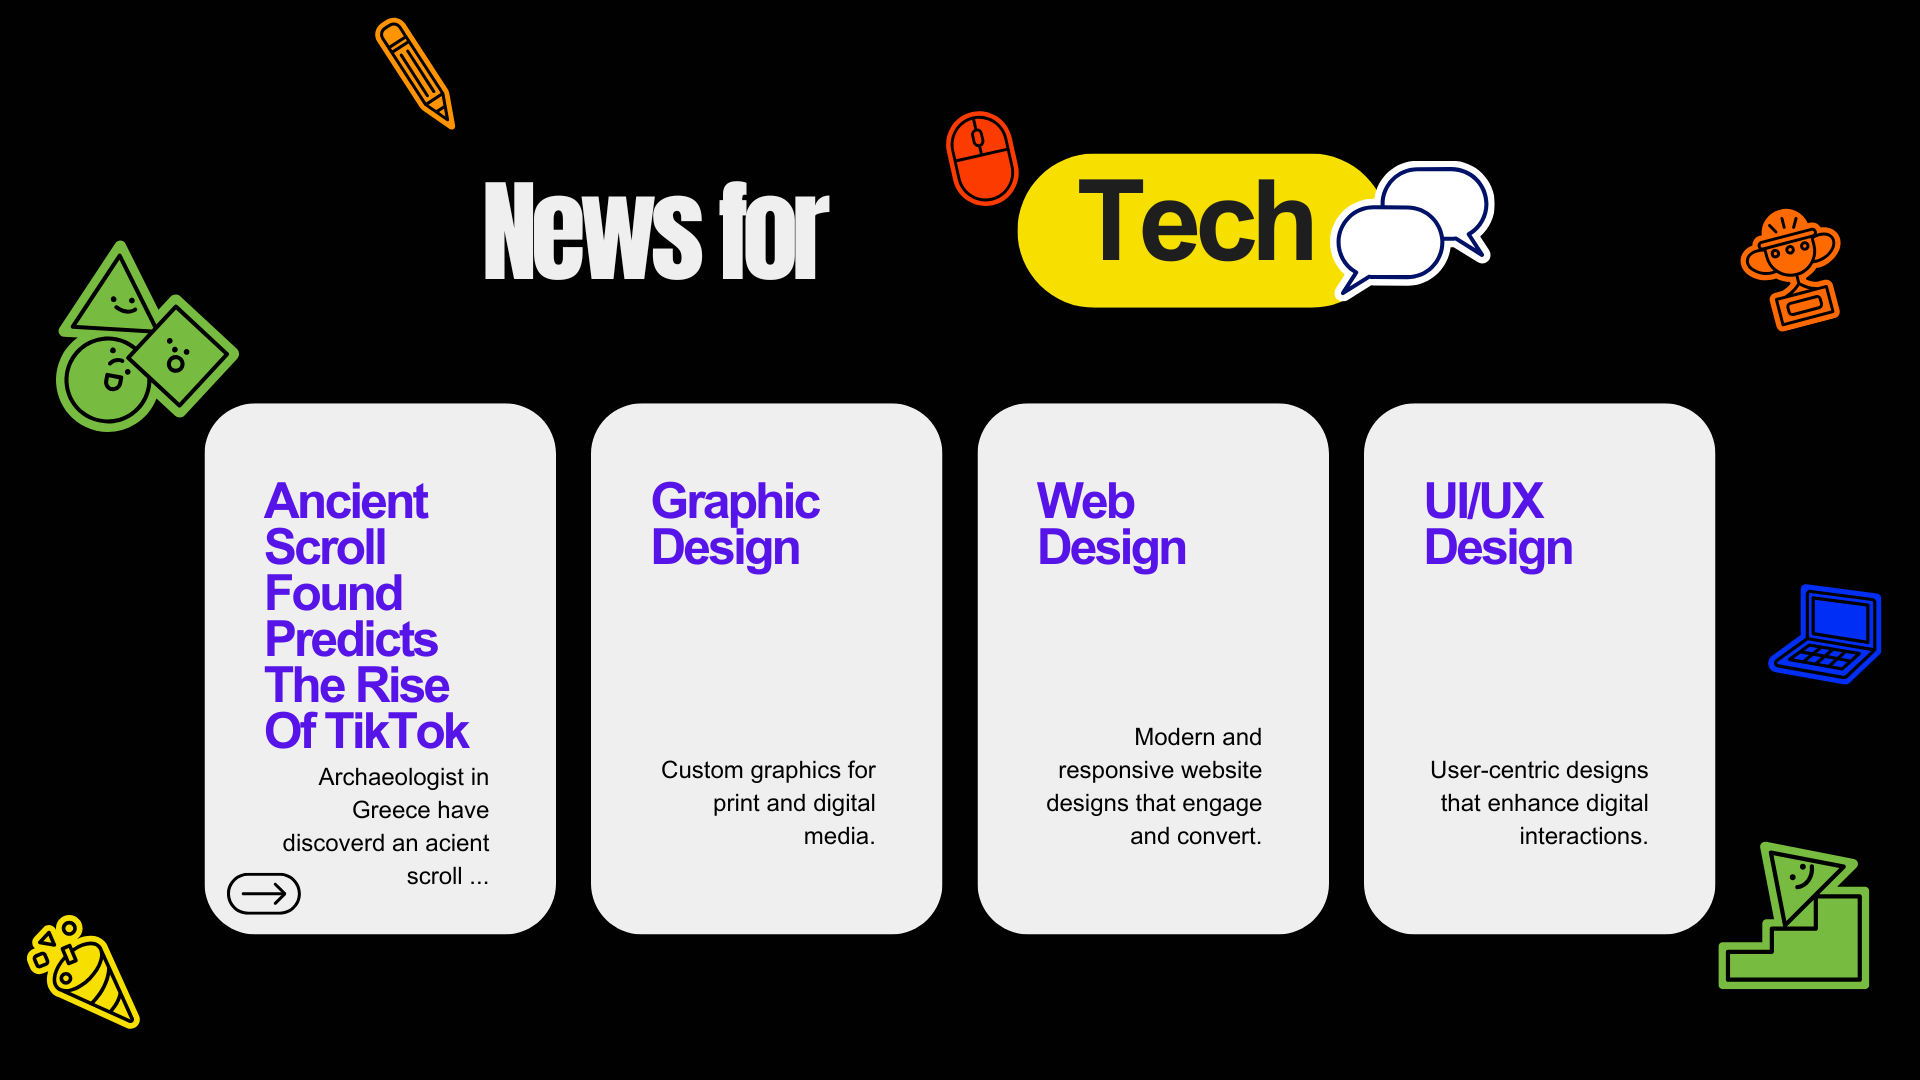 News for
Tech
Ancient
Scroll
Found
Predicts
The Rise
Of TikTok
Archaeologist in
Greece have
discoverd an acient
scroll ...
Graphic
Design
Custom graphics for
print and digital
media.
Web
Design
Modern and
responsive website
designs that engage
and convert.
UI/UX
Design
User-centric designs
that enhance digital
interactions.